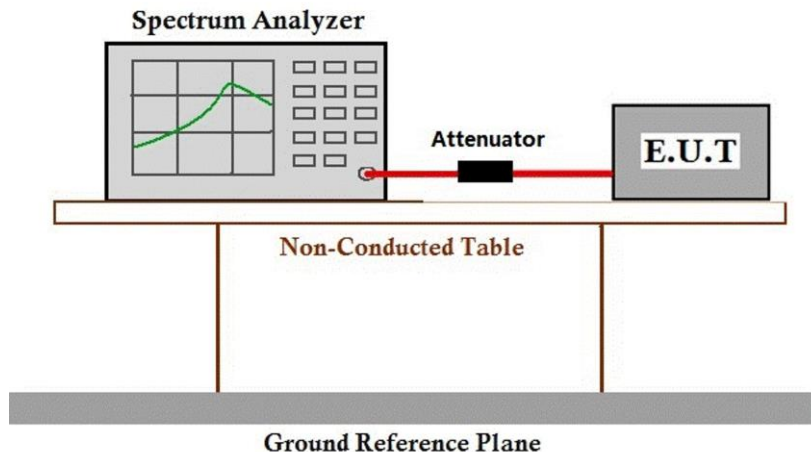 Spectrum Analyzer
Attenuator
E.U.T
Non-Conducted Table
Ground Reference Plane